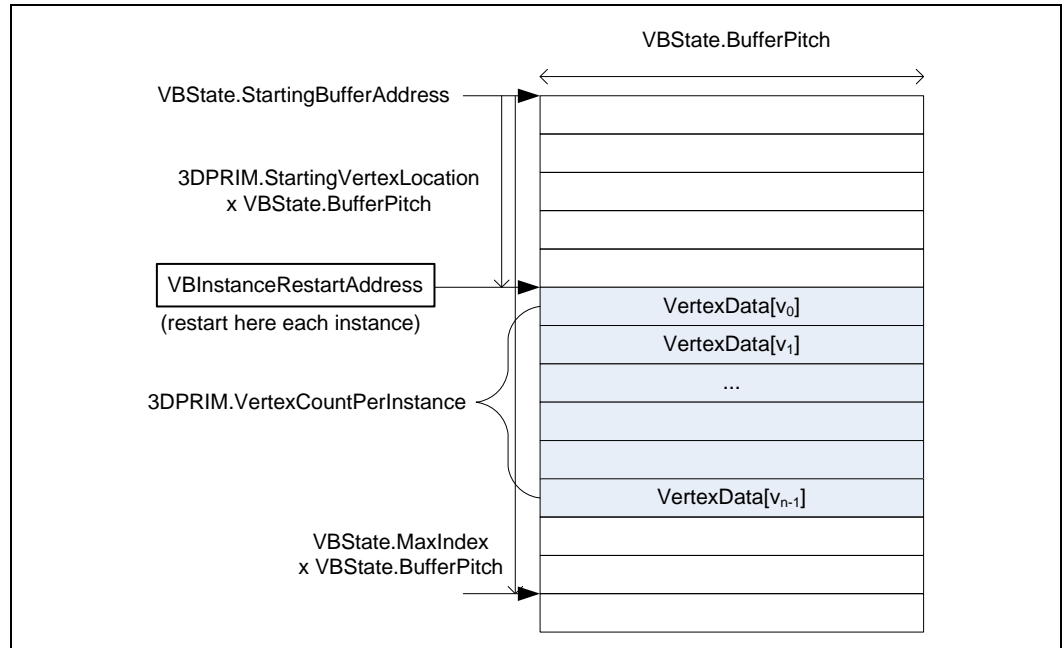 VBState.BufferPitch
VBState.StartingBufferAddress
3DPRIM.StartingVertexLocation
x VBState.BufferPitch
VBInstanceRestartAddress
(restart here each instance)
VertexData[v₀]
VertexData[v₁]
...
3DPRIM.VertexCountPerInstance
VertexData[vₙ₋₁]
VBState.MaxIndex
x VBState.BufferPitch